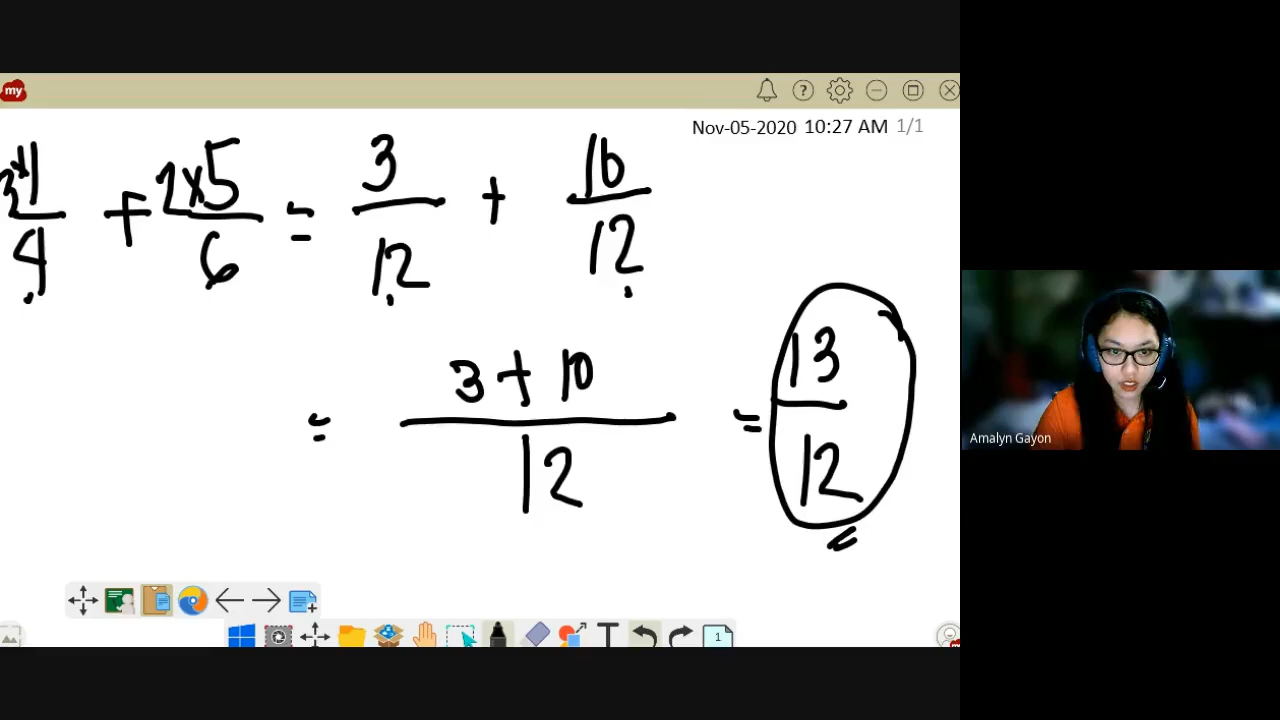 my
Nov-05-2020 10:27 AM 1/1
3x1/4 + 2x5/6 = 3/12 + 10/12
= 3+10/12 = 13/12
Amalyn Gayon
1